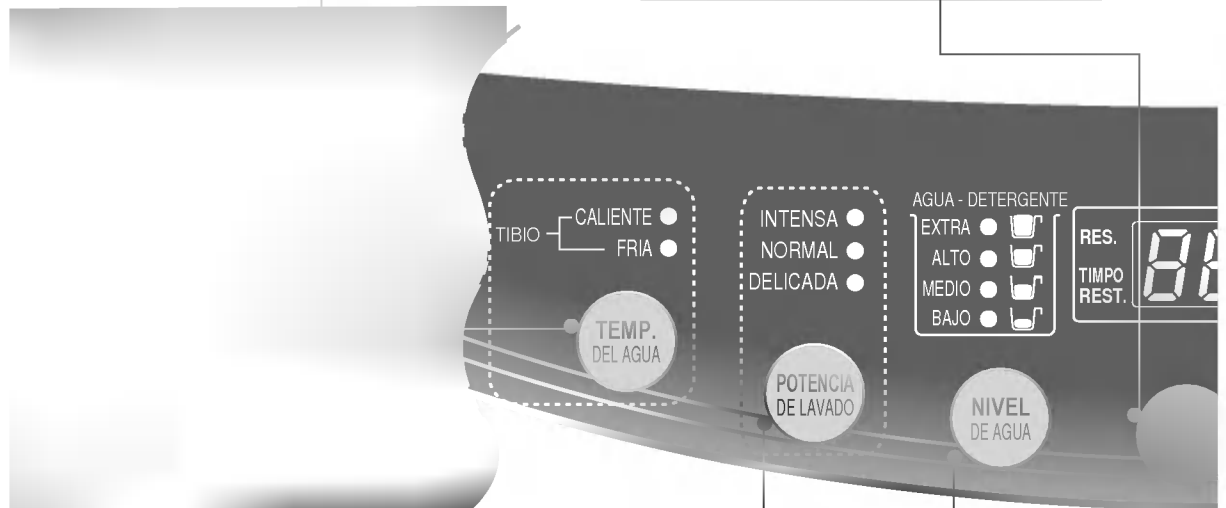 TIBIO
CALIENTE
FRIA
TEMP.
DEL AGUA
INTENSA
NORMAL
DELICADA
POTENCIA
DE LAVADO
AGUA - DETERGENTE
EXTRA
ALTO
MEDIO
BAJO
NIVEL
DE AGUA
RES.
TIMPO
REST.